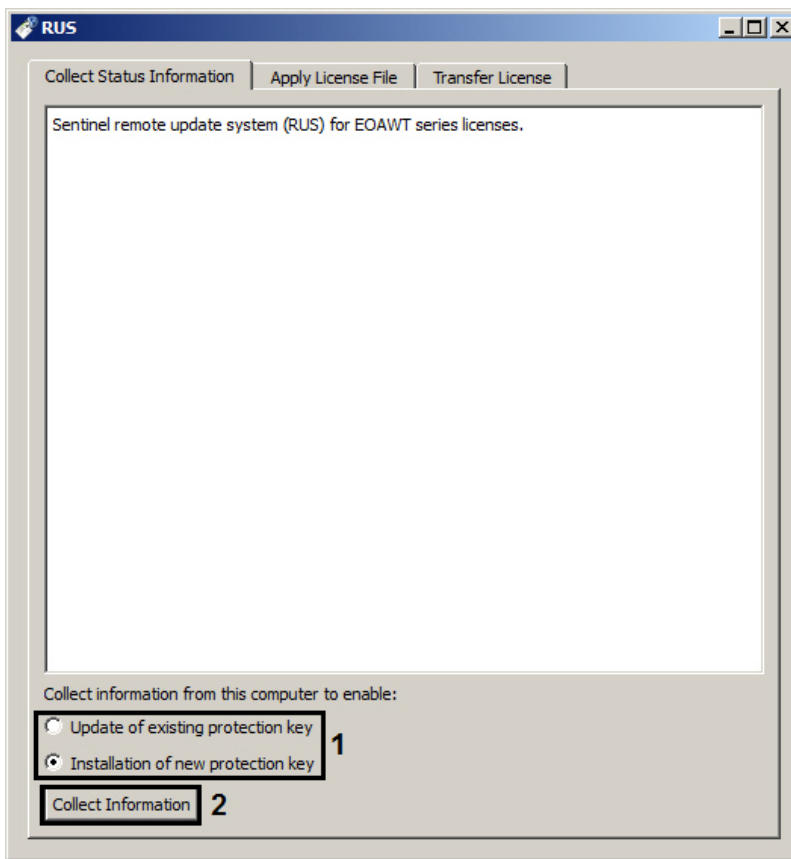 RUS
Collect Status Information
Apply License File
Transfer License
Sentinel remote update system (RUS) for EOAWT series licenses.
Collect information from this computer to enable:
Update of existing protection key
Installation of new protection key
1
Collect Information
2